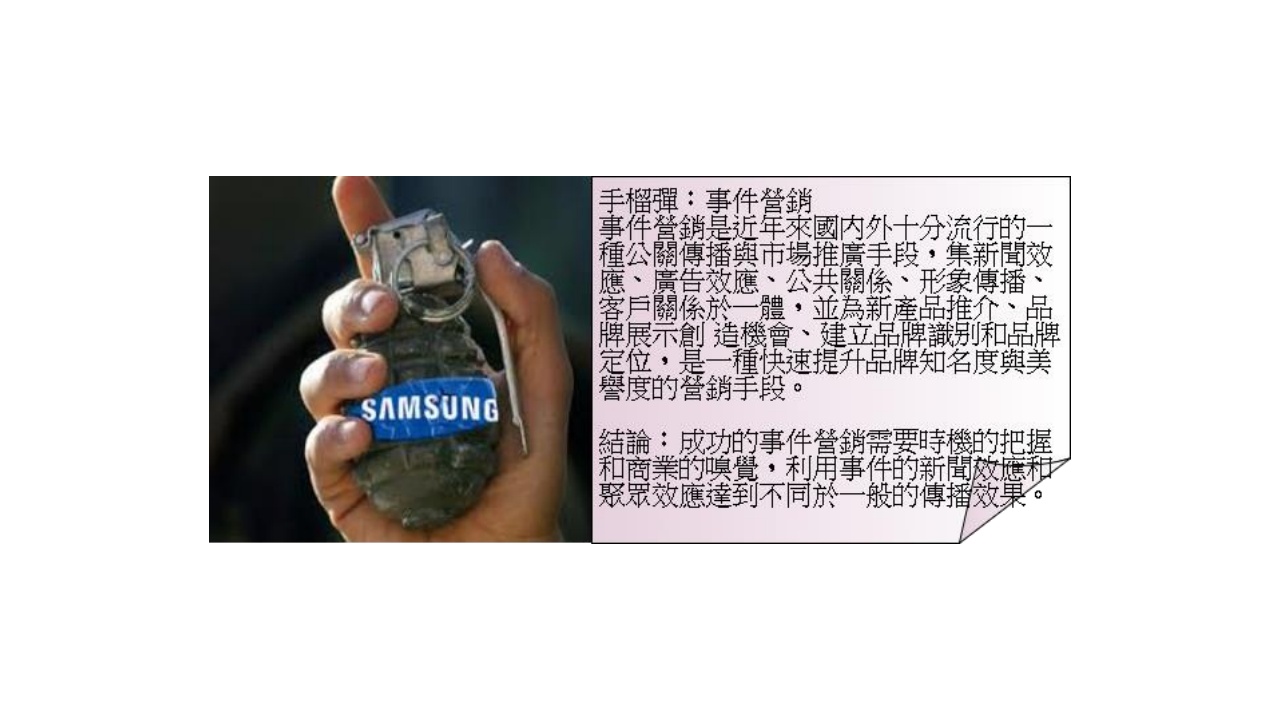 SAMSUNG
手榴彈：事件營銷
事件營銷是近年來國内外十分流行的一
種公關傳播與市場推廣手段，集新聞效
應、廣告效應、公共關係、形象傳播、
客戶關係於一體，並為新產品推介、品
牌展示創 造機會、建立品牌識別和品牌
定位，是一種快速提升品牌知名度與美
譽度的營銷手段。
結論：成功的事件營銷需要時機的把握
和商業的嗅覺，利用事件的新聞效應和
聚眾效應達到不同於一般的傳播效果。